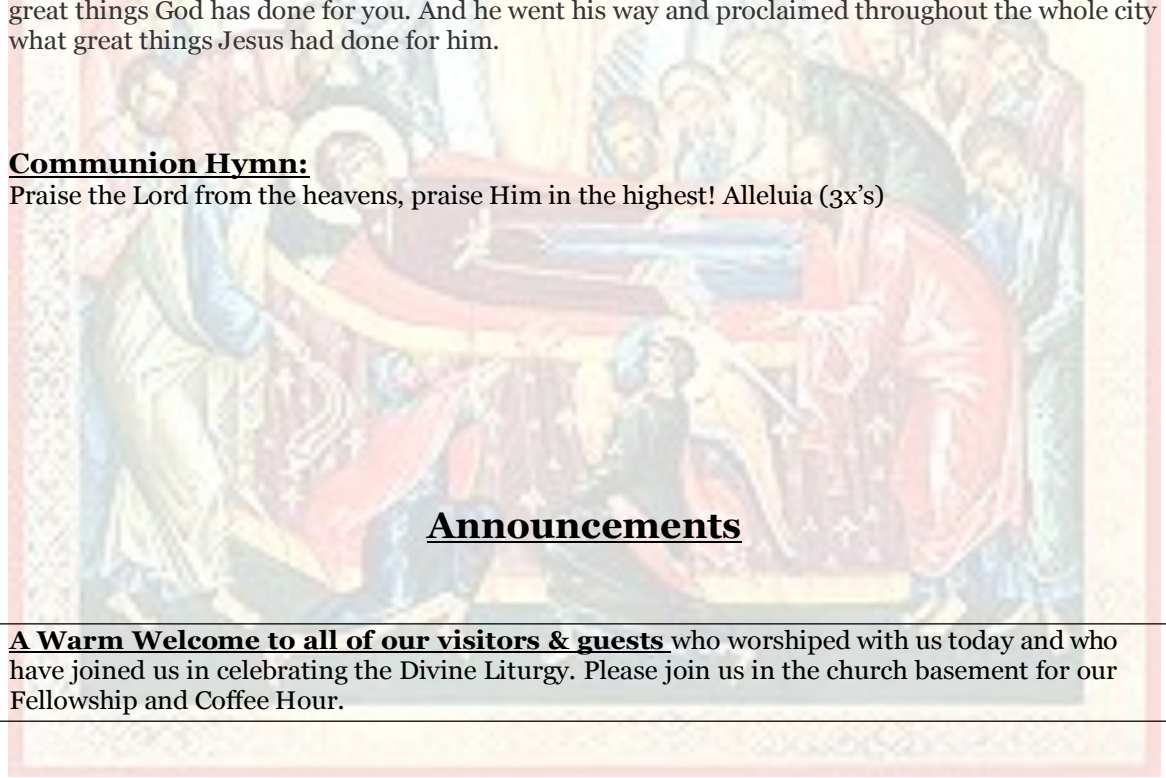 great things God has done for you. And he went his way and proclaimed throughout the whole city
what great things Jesus had done for him.
Communion Hymn:
Praise the Lord from the heavens, praise Him in the highest! Alleluia (3x’s)
Announcements
A Warm Welcome to all of our visitors & guests who worshiped with us today and who
have joined us in celebrating the Divine Liturgy. Please join us in the church basement for our
Fellowship and Coffee Hour.